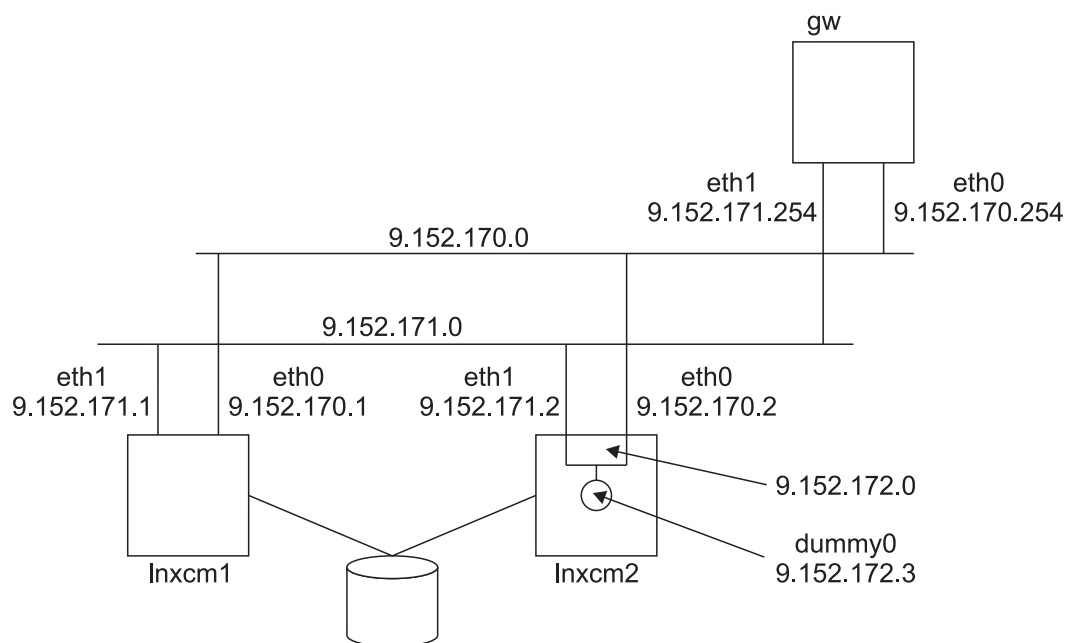 gw
eth1
9.152.171.254
eth0
9.152.170.254
9.152.170.0
9.152.171.0
eth1
9.152.171.1
eth0
9.152.170.1
eth1
9.152.171.2
eth0
9.152.170.2
9.152.172.0
dummy0
9.152.172.3
lnxcm1
lnxcm2